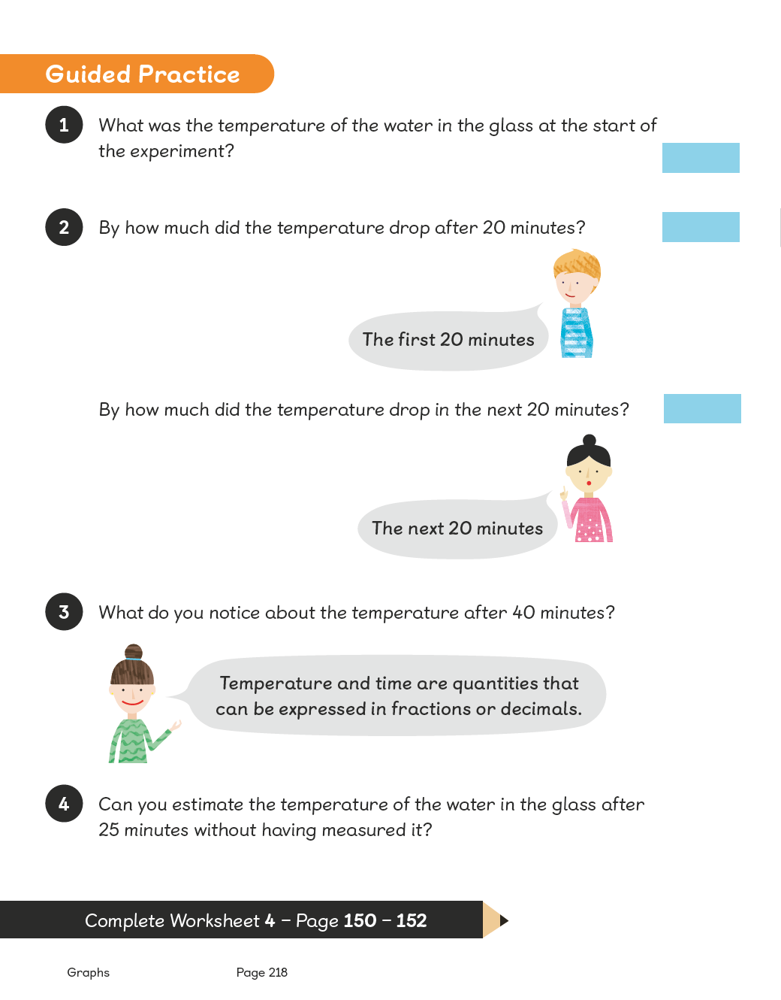 Guided Practice
1 What was the temperature of the water in the glass at the start of
the experiment?
2 By how much did the temperature drop after 20 minutes?
The first 20 minutes
By how much did the temperature drop in the next 20 minutes?
The next 20 minutes
3 What do you notice about the temperature after 40 minutes?
Temperature and time are quantities that
can be expressed in fractions or decimals.
4 Can you estimate the temperature of the water in the glass after
25 minutes without having measured it?
Complete Worksheet 4 – Page 150 – 152
Graphs Page 218